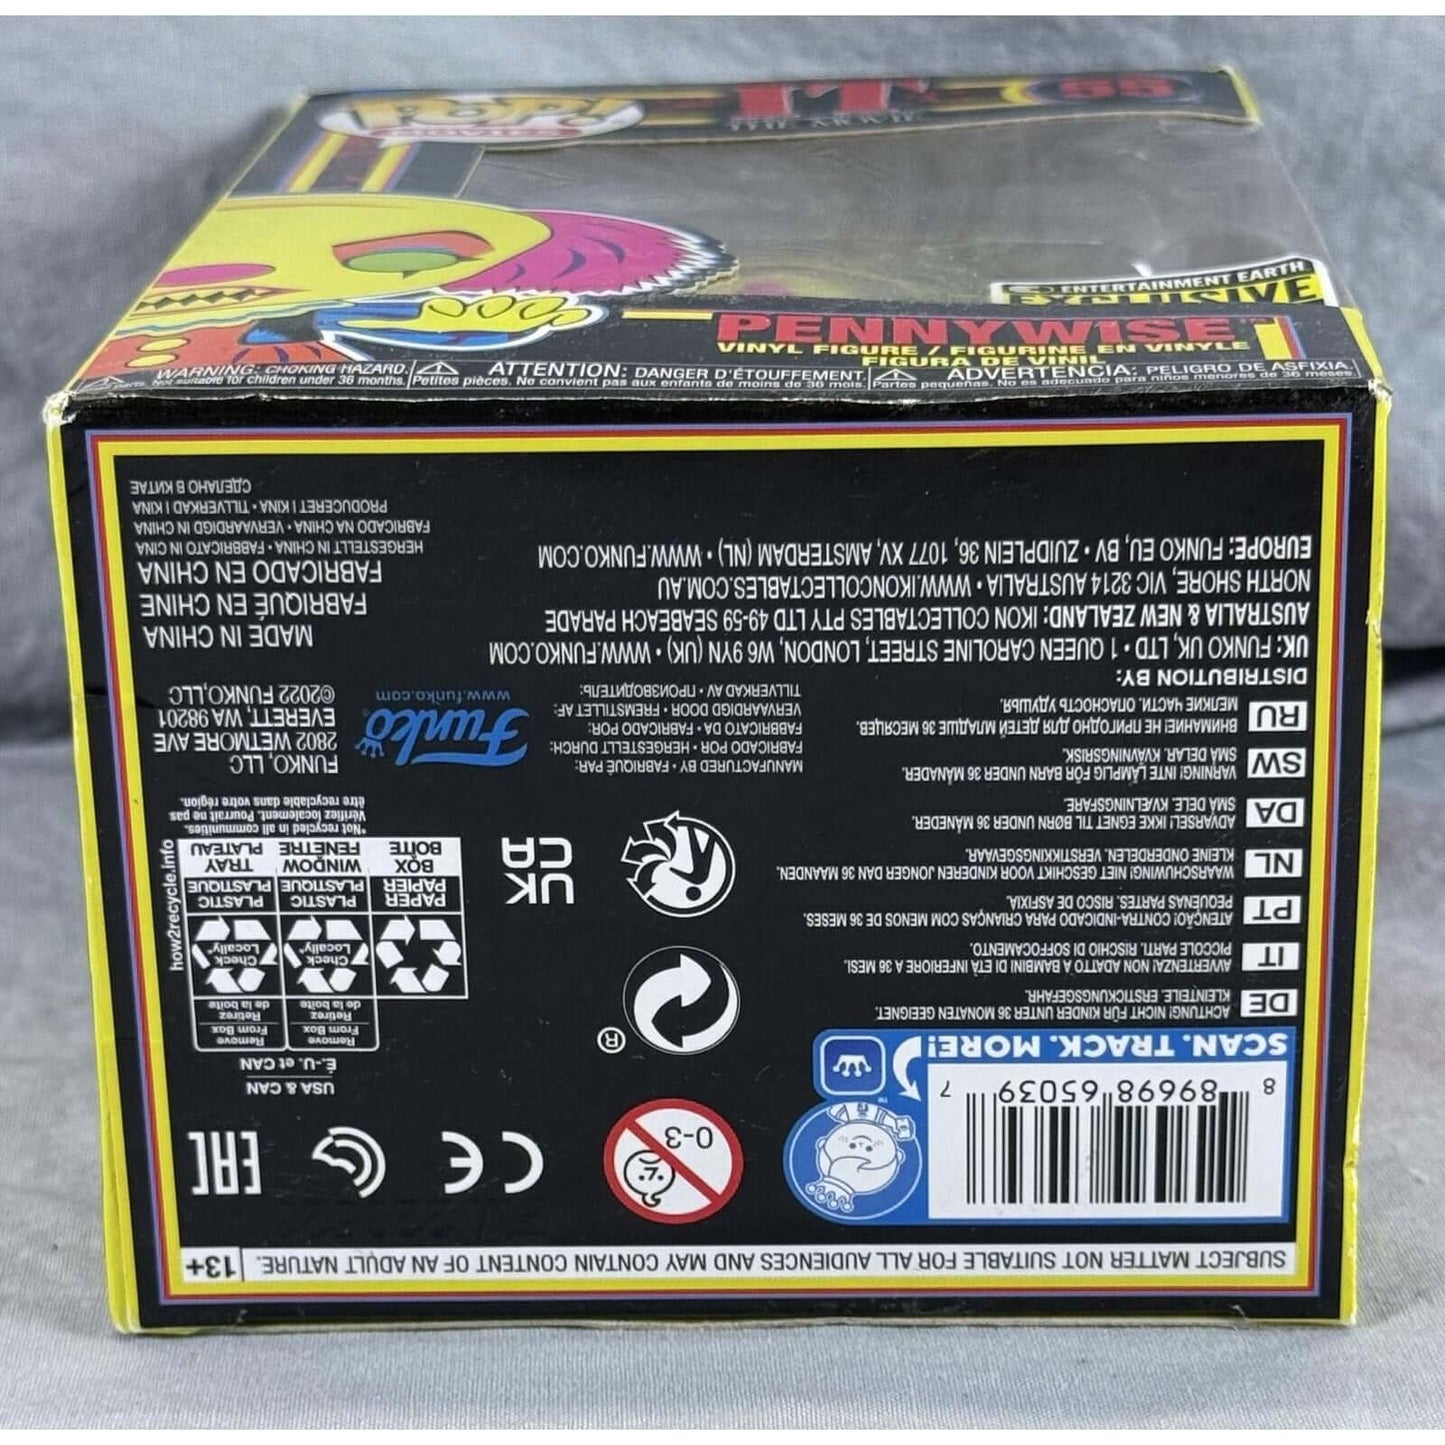 POP!
MOVIES
IT
THE MOVIE
55
ENTERTAINMENT EARTH
EXCLUSIVE
PENNYWISE™
VINYL FIGURE / FIGURINE EN VINYLE
FIGURA DE VINIL
WARNING: CHOKING HAZARD.
Small parts. Not suitable for children under 36 months.
ATTENTION: DANGER D'ÉTOUFFEMENT.
Petites pièces. Ne convient pas aux enfants de moins de 36 mois.
ADVERTENCIA: PELIGRO DE ASFIXIA.
Partes pequeñas. No es adecuado para niños menores de 36 meses.
SUBJECT MATTER NOT SUITABLE FOR ALL AUDIENCES AND MAY CONTAIN CONTENT OF AN ADULT NATURE. 13+
8 89698 65039 7
SCAN. TRACK. MORE!
™
0-3
CE
EAC
®
USA & CAN
É.-U. et CAN
Remove From Box
Retirez de la boîte
Remove From Box
Retirez de la boîte
Check Locally*
Check Locally*
PAPER
PAPIER
BOX
BOÎTE
PLASTIC
PLASTIQUE
WINDOW
FENÊTRE
PLASTIC
PLASTIQUE
TRAY
PLATEAU
how2recycle.info
*Not recycled in all communities.
Vérifiez localement. Pourrait ne pas
être recyclable dans votre région.
UK
CA
DE ACHTUNG! NICHT FÜR KINDER UNTER 36 MONATEN GEEIGNET.
KLEINTEILE. ERSTICKUNGSGEFAHR.
IT AVVERTENZA! NON ADATTO A BAMBINI DI ETÀ INFERIORE A 36 MESI.
PICCOLE PARTI. RISCHIO DI SOFFOCAMENTO.
PT ATENÇÃO! CONTRA-INDICADO PARA CRIANÇAS COM MENOS DE 36 MESES.
PEQUENAS PARTES. RISCO DE ASFIXIA.
NL WAARSCHUWING! NIET GESCHIKT VOOR KINDEREN JONGER DAN 36 MAANDEN.
KLEINE ONDERDELEN. VERSTIKKINGSGEVAAR.
DA ADVARSEL! IKKE EGNET TIL BØRN UNDER 36 MÅNEDER.
SMÅ DELE. KVÆLNINGSFARE.
SW VARNING! INTE LÄMPLIG FÖR BARN UNDER 36 MÅNADER.
SMÅ DELAR. KVÄVNINGSRISK.
RU ВНИМАНИЕ! НЕ ПРИГОДНО ДЛЯ ДЕТЕЙ МЛАДШЕ 36 МЕСЯЦЕВ.
МЕЛКИЕ ЧАСТИ. ОПАСНОСТЬ УДУШЬЯ.
MANUFACTURED BY • FABRIQUÉ PAR:
FABRICADO POR • HERGESTELLT DURCH:
FABBRICATO DA • FABRICADO POR:
VERVAARDIGD DOOR • FREMSTILLET AF:
TILLVERKAD AV • ПРОИЗВОДИТЕЛЬ:
Funko®
www.funko.com
FUNKO, LLC
2802 WETMORE AVE
EVERETT, WA 98201
©2022 FUNKO,LLC
DISTRIBUTION BY:
UK: FUNKO UK, LTD • 1 QUEEN CAROLINE STREET, LONDON, W6 9YN (UK) • WWW.FUNKO.COM
AUSTRALIA & NEW ZEALAND: IKON COLLECTABLES PTY LTD 49-59 SEABEACH PARADE
NORTH SHORE, VIC 3214 AUSTRALIA • WWW.IKONCOLLECTABLES.COM.AU
EUROPE: FUNKO EU, BV • ZUIDPLEIN 36, 1077 XV, AMSTERDAM (NL) • WWW.FUNKO.COM
MADE IN CHINA
FABRIQUÉ EN CHINE
FABRICADO EN CHINA
HERGESTELLT IN CHINA • FABBRICATO IN CINA
FABRICADO NA CHINA • VERVAARDIGD IN CHINA
PRODUCERET I KINA • TILLVERKAD I KINA
СДЕЛАНО В КИТАЕ